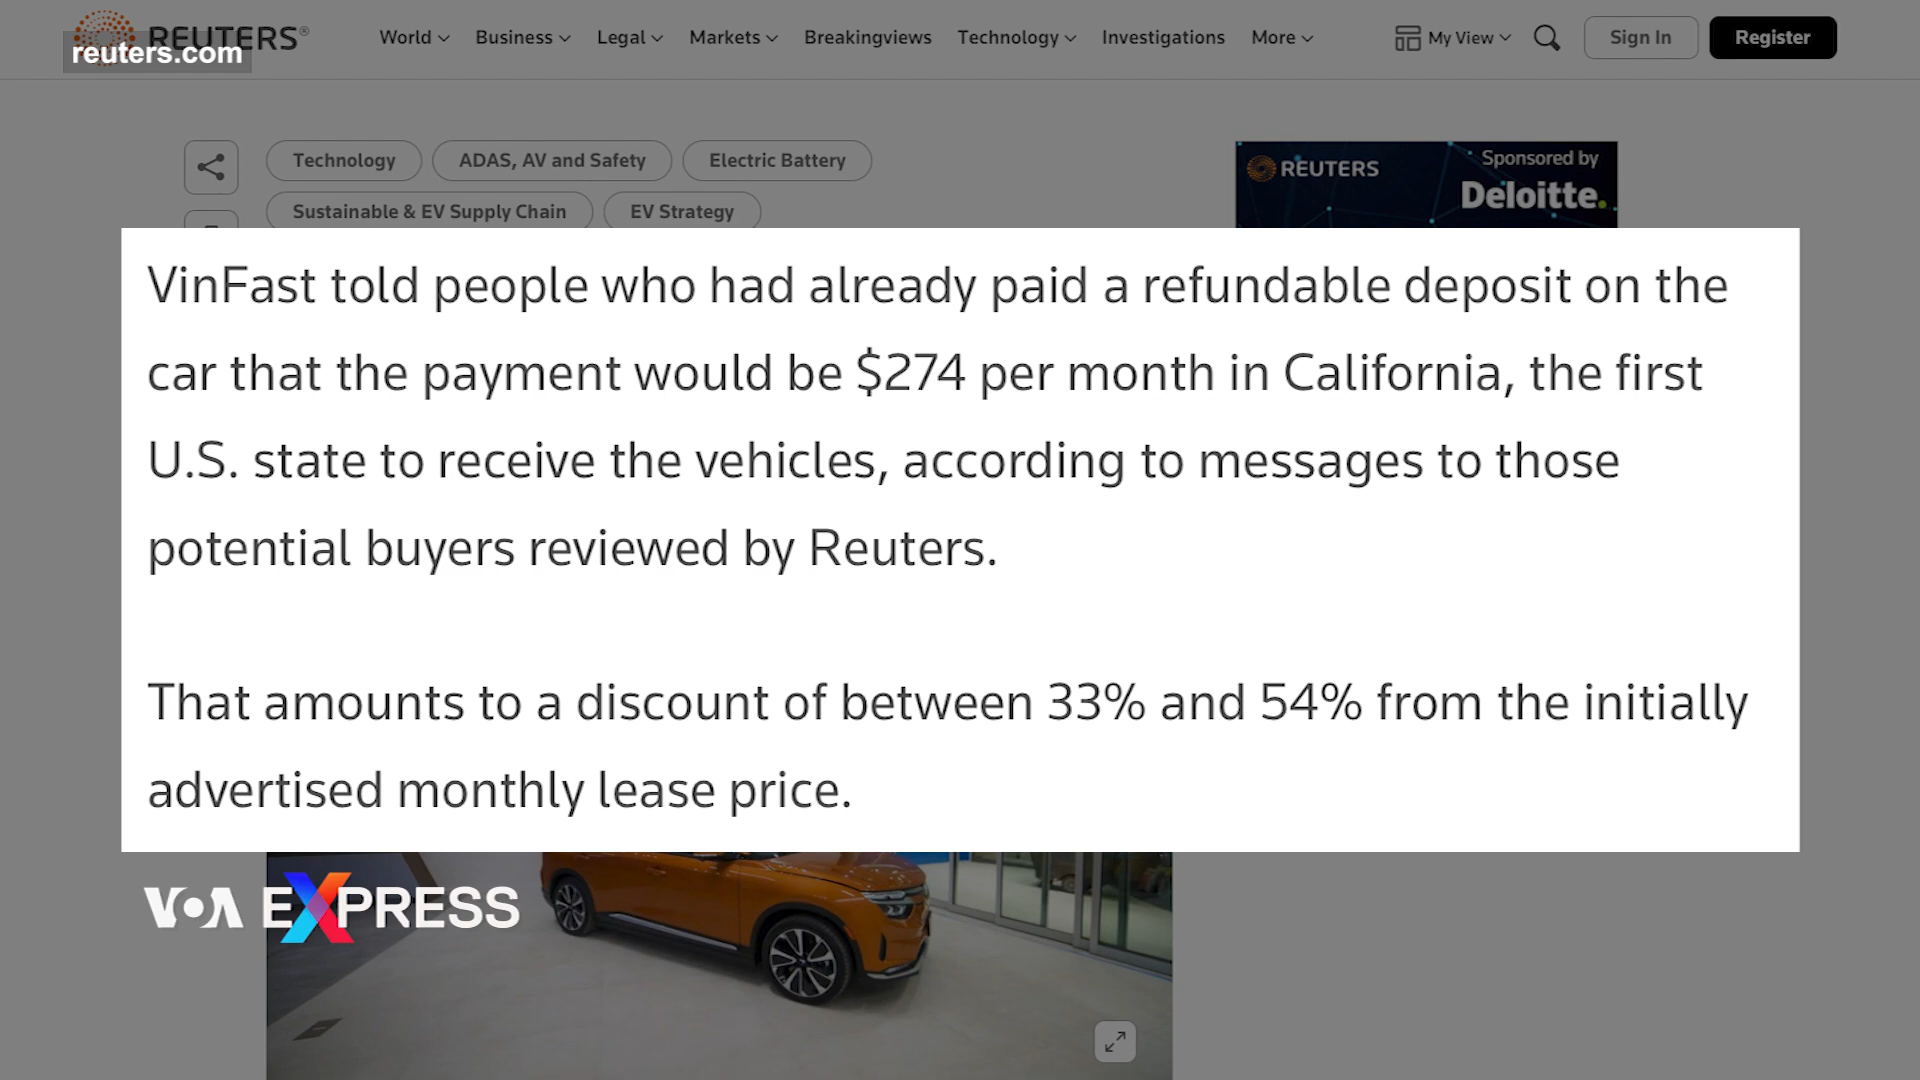 REUTERS®
reuters.com
World
Business
Legal
Markets
Breakingviews
Technology
Investigations
More
My View
Sign In
Register
Technology
ADAS, AV and Safety
Electric Battery
Sustainable & EV Supply Chain
EV Strategy
REUTERS
Sponsored by
Deloitte.
VinFast told people who had already paid a refundable deposit on the
car that the payment would be $274 per month in California, the first
U.S. state to receive the vehicles, according to messages to those
potential buyers reviewed by Reuters.
That amounts to a discount of between 33% and 54% from the initially
advertised monthly lease price.
VOA EXPRESS